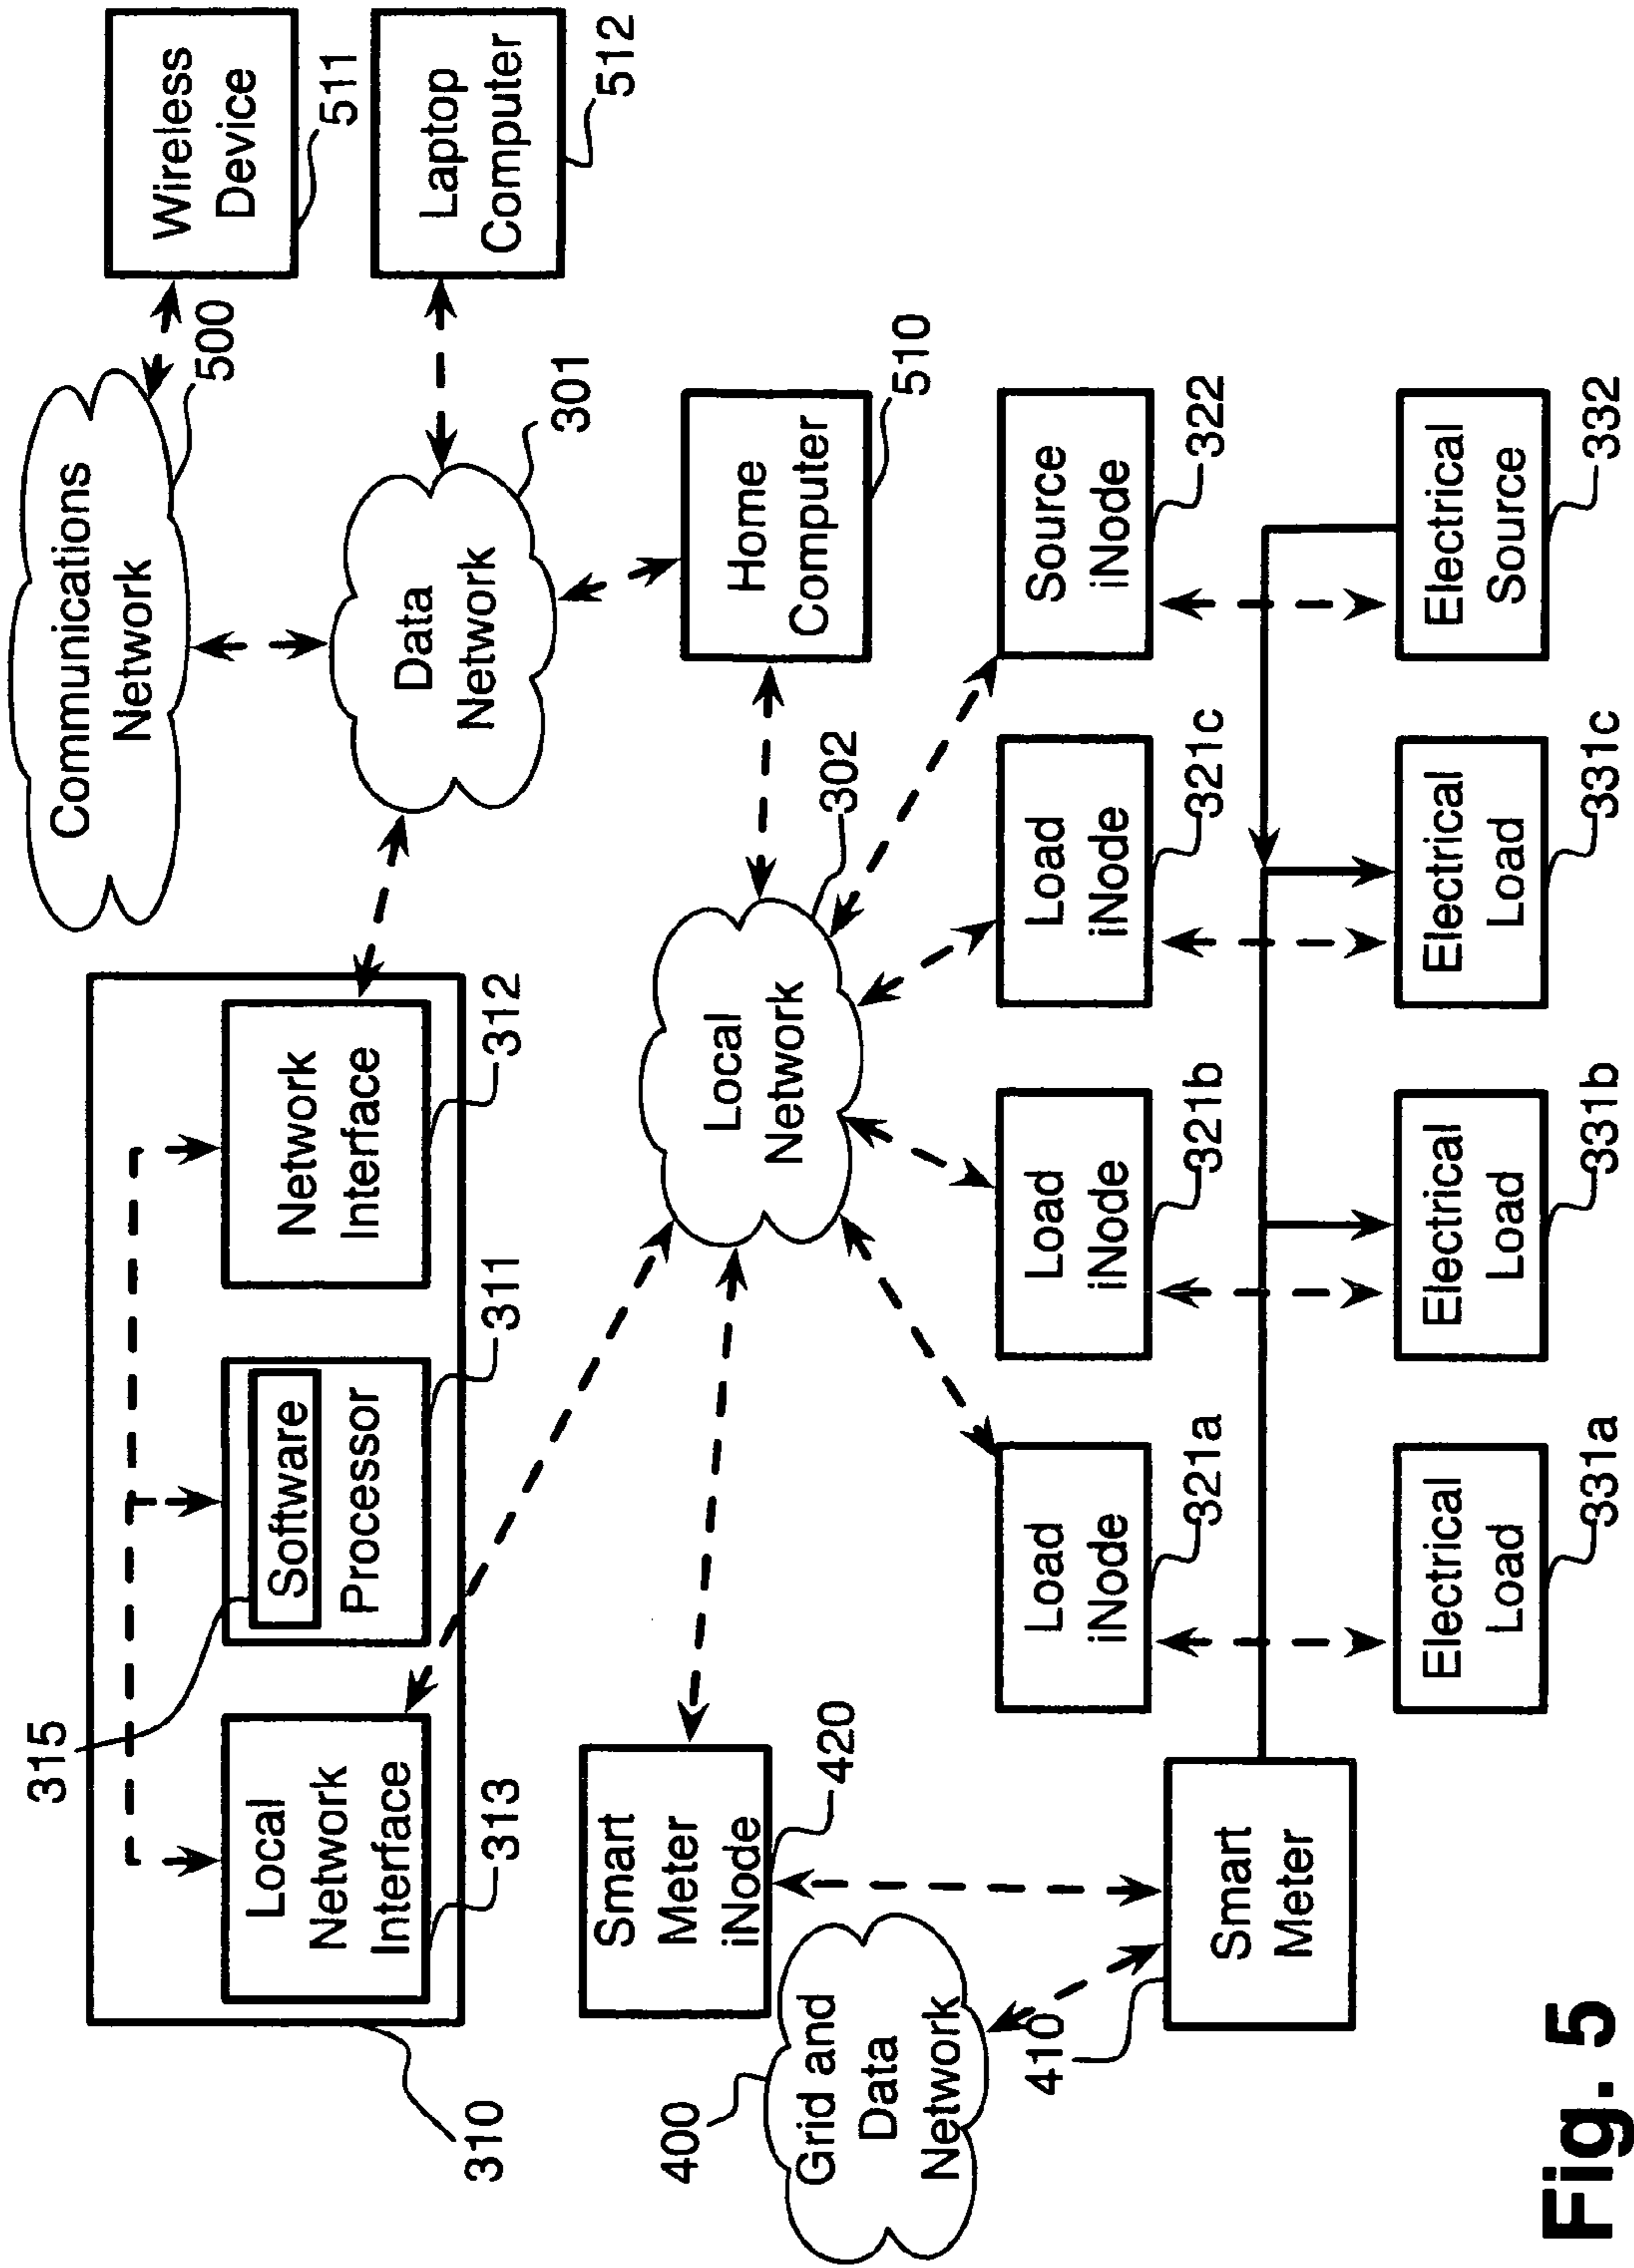 Communications
Network
500
Wireless
Device
511
Data
Network
301
Laptop
Computer
512
315
Local
Network
Interface
313
Software
Processor
311
Network
Interface
312
310
Home
Computer
510
Local
Network
302
Smart
Meter
iNode
420
400
Grid and
Data
Network
410
Smart
Meter
Load
iNode
321a
Load
iNode
321b
Load
iNode
321c
Source
iNode
322
Electrical
Load
331a
Electrical
Load
331b
Electrical
Load
331c
Electrical
Source
332
Fig. 5